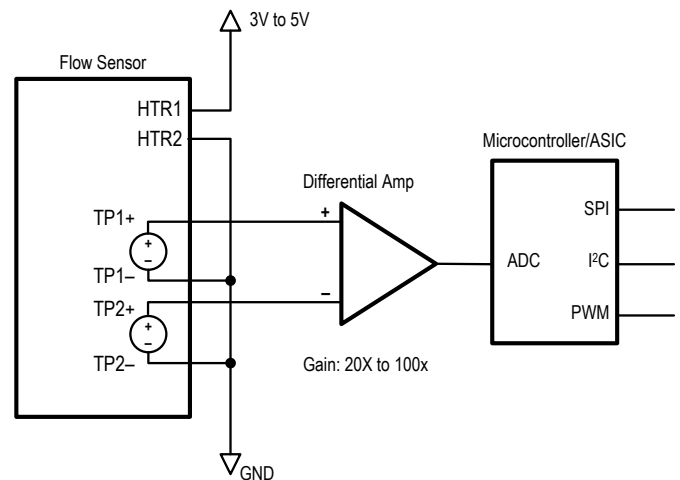 3V to 5V
Flow Sensor
HTR1
HTR2
Microcontroller/ASIC
Differential Amp
SPI
TP1+
+
+
–
ADC
I²C
TP1–
TP2+
–
+
–
PWM
TP2–
Gain: 20X to 100x
GND